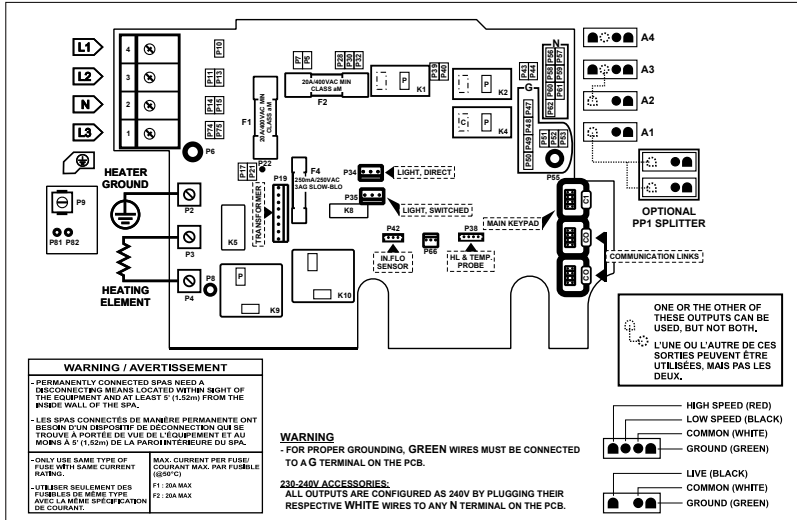 L1
L2
N
L3
4
3
2
1
P10
P11
P13
P14
P15
P74
P75
P6
P7
P5
P28
P30
P32
20A/400VAC MIN
CLASS aM
F2
F1
20A/400VAC MIN
CLASS aM
P
K1
P39
P40
P
K2
C
P
K4
P43
P44
N
P56
P58
P59
P60
P61
P62
G
P47
P48
P49
P50
P51
P52
P53
P55
A4
A3
A2
A1
OPTIONAL
PP1 SPLITTER
P17
P21
P22
P19
TRANSFORMER
F4
250mA/250VAC
3AG SLOW-BLO
P34
LIGHT, DIRECT
P35
LIGHT, SWITCHED
K8
K5
P42
IN.FLO
SENSOR
P66
P38
HL & TEMP.
PROBE
MAIN KEYPAD
C1
CO
CO
COMMUNICATION LINKS
HEATER
GROUND
P9
P81 P82
P2
P3
P4
P8
HEATING
ELEMENT
P
K9
K10
ONE OR THE OTHER OF
THESE OUTPUTS CAN BE
USED, BUT NOT BOTH.
L'UNE OU L'AUTRE DE CES
SORTIES PEUVENT ÊTRE
UTILISÉES, MAIS PAS LES
DEUX.
WARNING / AVERTISSEMENT
- PERMANENTLY CONNECTED SPAS NEED A
DISCONNECTING MEANS LOCATED WITHIN SIGHT OF
THE EQUIPMENT AND AT LEAST 5' (1.52m) FROM THE
INSIDE WALL OF THE SPA.
- LES SPAS CONNECTÉS DE MANIÈRE PERMANENTE ONT
BESOIN D'UN DISPOSITIF DE DÉCONNECTION QUI SE
TROUVE À PORTÉE DE VUE DE L'ÉQUIPEMENT ET AU
MOINS À 5' (1,52m) DE LA PAROI INTÉRIEURE DU SPA.
- ONLY USE SAME TYPE OF
FUSE WITH SAME CURRENT
RATING.
- UTILISER SEULEMENT DES
FUSIBLES DE MÊME TYPE
AVEC LA MÊME SPÉCIFICATION
DE COURANT.
MAX. CURRENT PER FUSE/
COURANT MAX. PAR FUSIBLE
(@50°C)
F1 : 20A MAX
F2 : 20A MAX
WARNING
- FOR PROPER GROUNDING, GREEN WIRES MUST BE CONNECTED
TO A G TERMINAL ON THE PCB.
230-240V ACCESSORIES:
ALL OUTPUTS ARE CONFIGURED AS 240V BY PLUGGING THEIR
RESPECTIVE WHITE WIRES TO ANY N TERMINAL ON THE PCB.
HIGH SPEED (RED)
LOW SPEED (BLACK)
COMMON (WHITE)
GROUND (GREEN)
LIVE (BLACK)
COMMON (WHITE)
GROUND (GREEN)